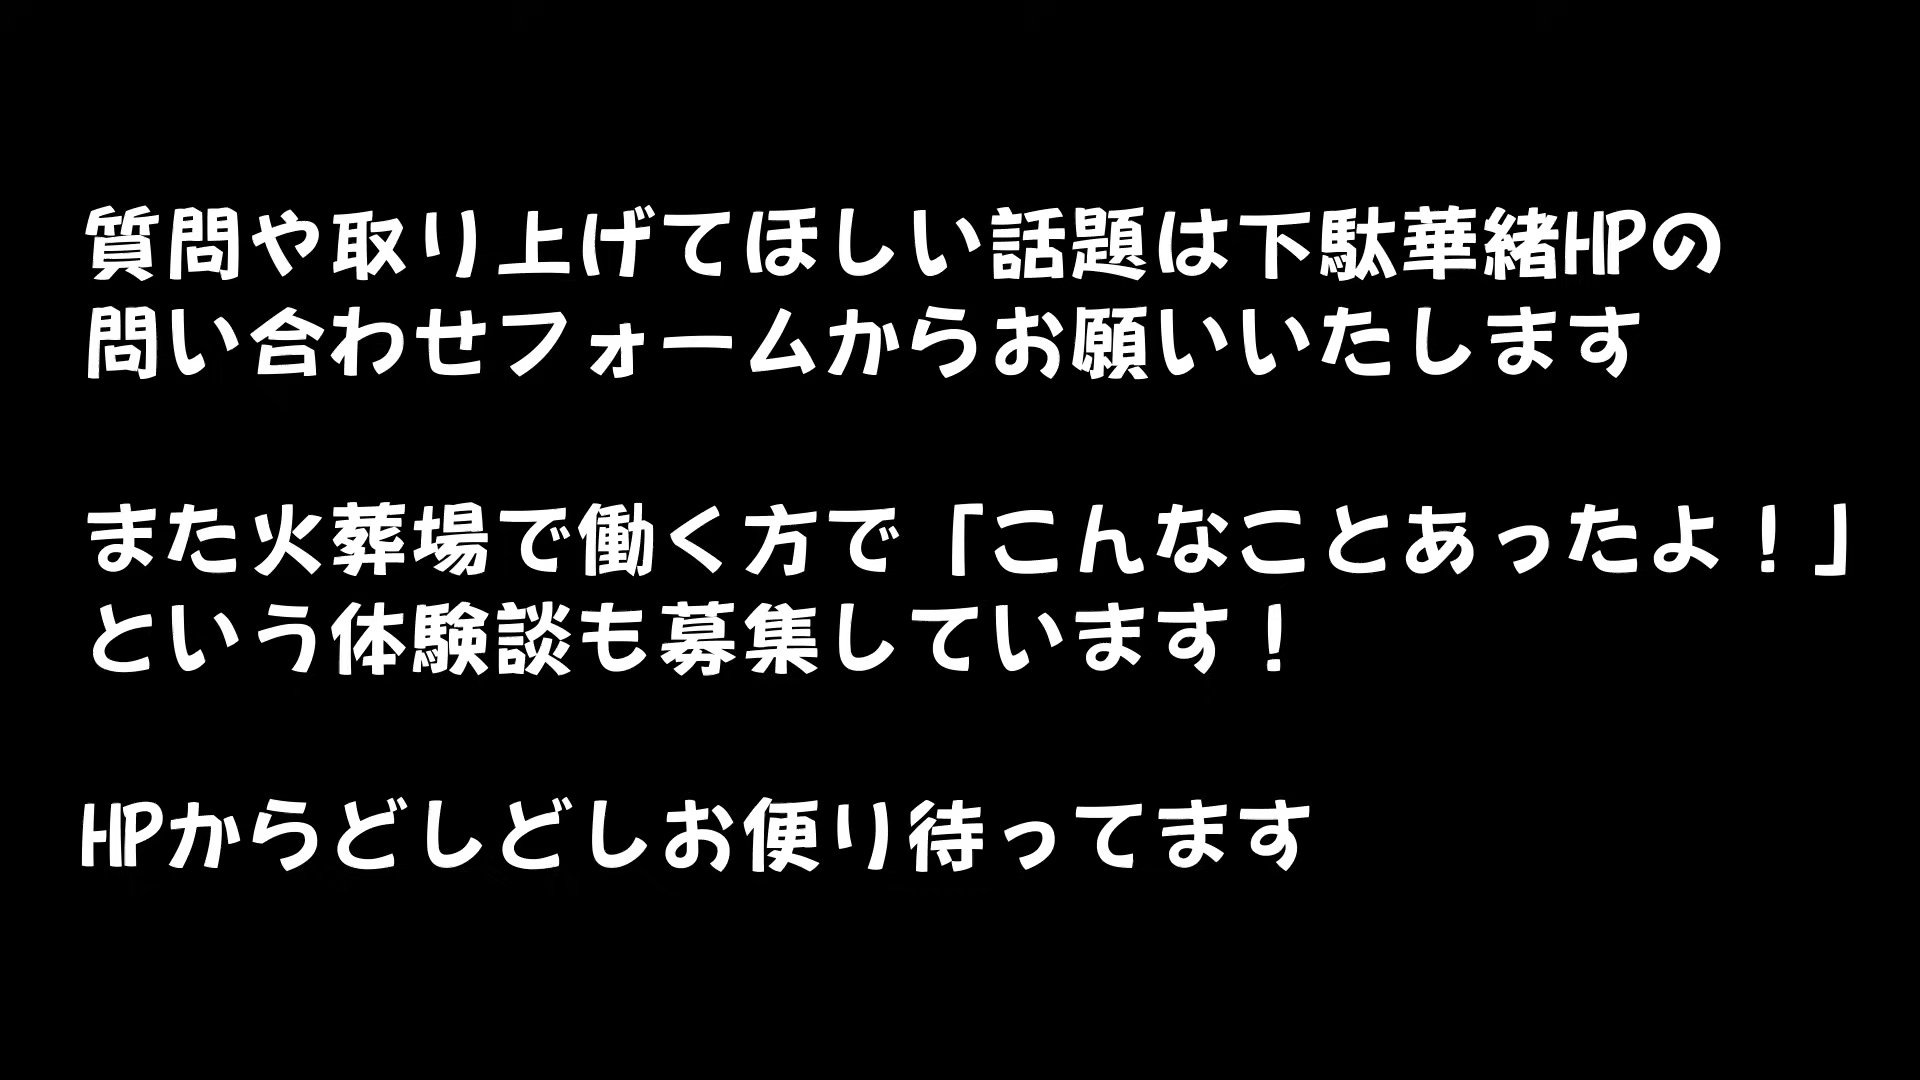 質問や取り上げてほしい話題は下駄華緒HPの
問い合わせフォームからお願いいたします
また火葬場で働く方で「こんなことあったよ！」
という体験談も募集しています！
HPからどしどしお便り待ってます